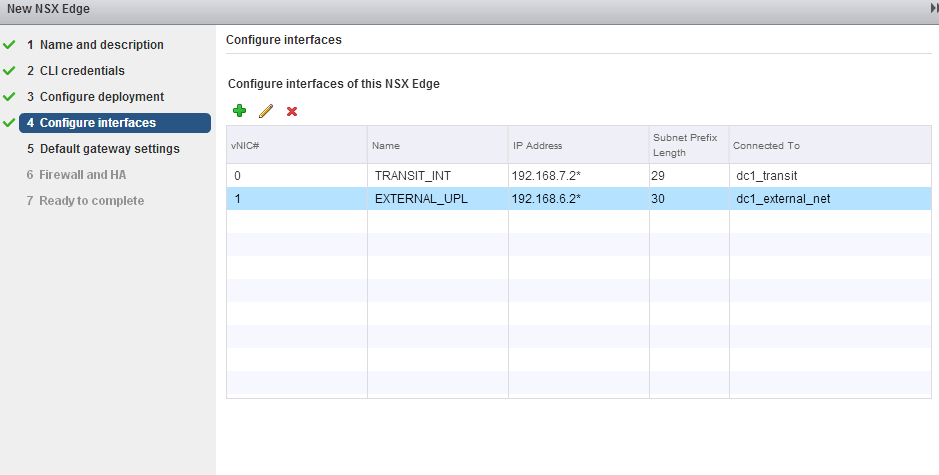 New NSX Edge
1 Name and description
2 CLI credentials
3 Configure deployment
4 Configure interfaces
5 Default gateway settings
6 Firewall and HA
7 Ready to complete
Configure interfaces
Configure interfaces of this NSX Edge
vNIC# Name IP Address Subnet Prefix Length Connected To
0 TRANSIT_INT 192.168.7.2* 29 dc1_transit
1 EXTERNAL_UPL 192.168.6.2* 30 dc1_external_net